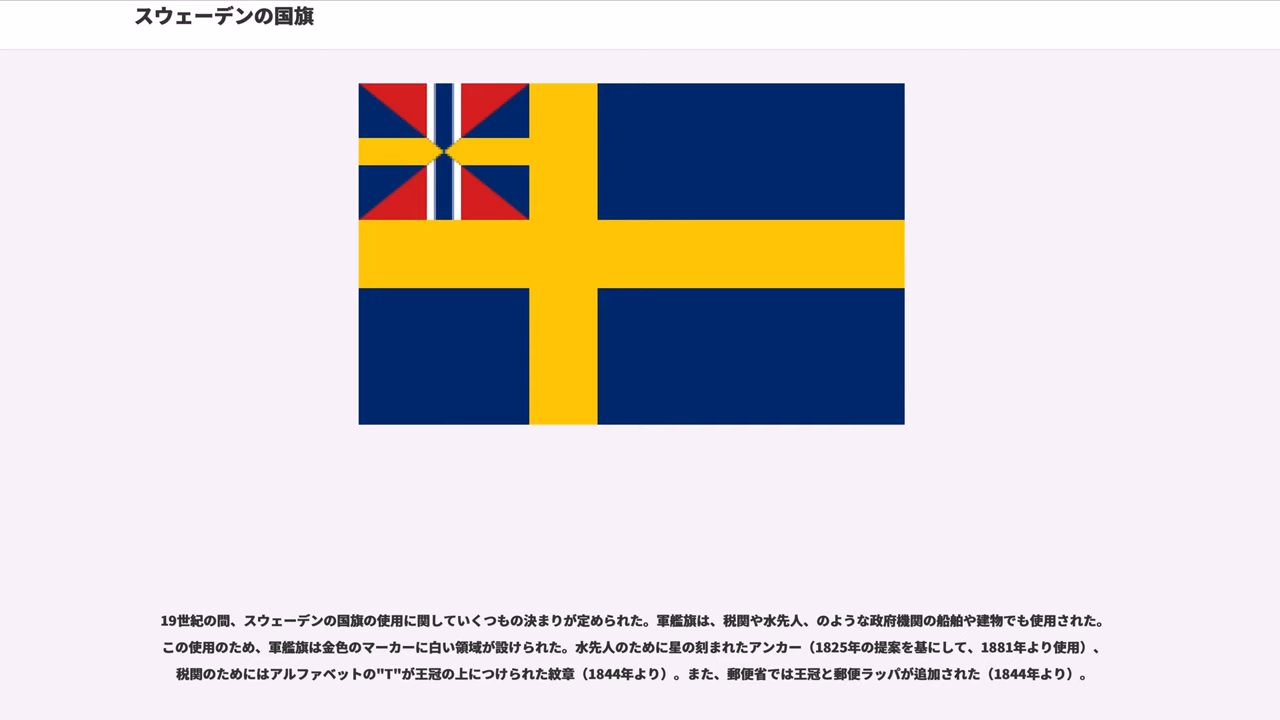 スウェーデンの国旗
19世紀の間、スウェーデンの国旗の使用に関していくつもの決まりが定められた。軍艦旗は、税関や水先人、のような政府機関の船舶や建物でも使用された。
この使用のため、軍艦旗は金色のマーカーに白い領域が設けられた。水先人のために星の刻まれたアンカー（1825年の提案を基にして、1881年より使用）、
税関のためにはアルファベットの"T"が王冠の上につけられた紋章（1844年より）。また、郵便省では王冠と郵便ラッパが追加された（1844年より）。